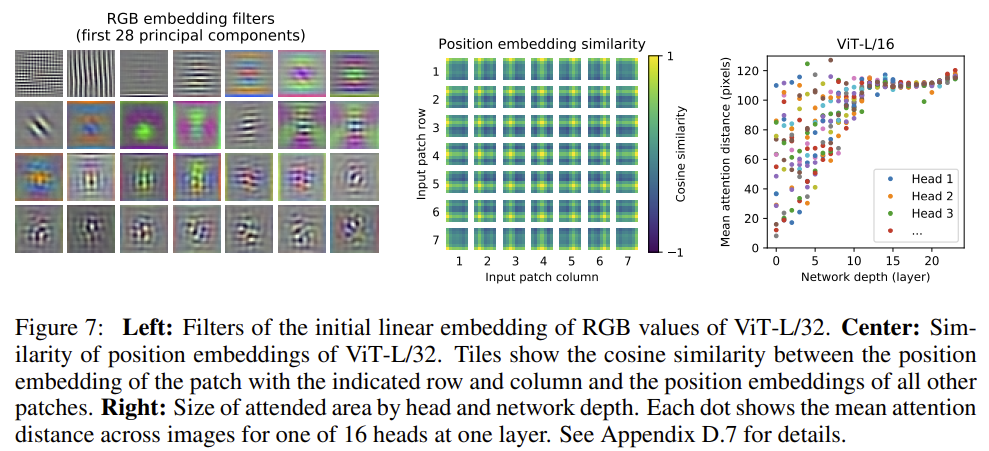 RGB embedding filters
(first 28 principal components)
Position embedding similarity
1
2
3
4
5
6
7
Input patch row
1 2 3 4 5 6 7
Input patch column
1
−1
Cosine similarity
ViT-L/16
120
100
80
60
40
20
0
Mean attention distance (pixels)
Head 1
Head 2
Head 3
...
0 5 10 15 20
Network depth (layer)
Figure 7: Left: Filters of the initial linear embedding of RGB values of ViT-L/32. Center: Sim-
ilarity of position embeddings of ViT-L/32. Tiles show the cosine similarity between the position
embedding of the patch with the indicated row and column and the position embeddings of all other
patches. Right: Size of attended area by head and network depth. Each dot shows the mean attention
distance across images for one of 16 heads at one layer. See Appendix D.7 for details.